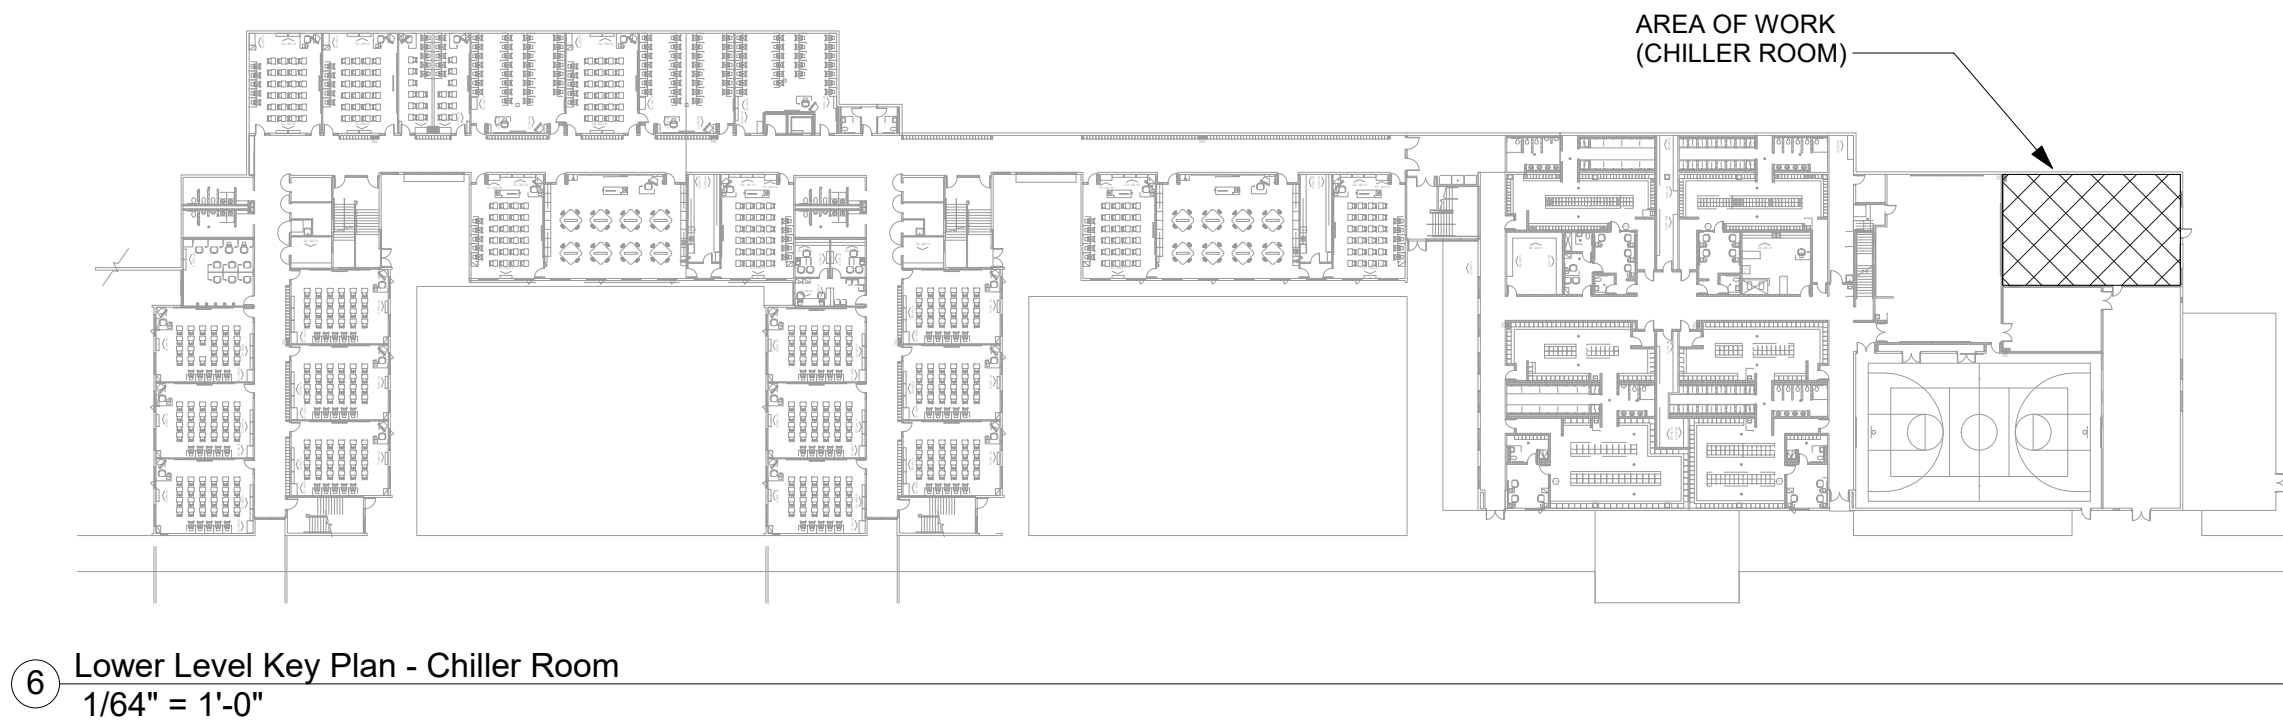 AREA OF WORK
(CHILLER ROOM)
6
Lower Level Key Plan - Chiller Room
1/64" = 1'-0"